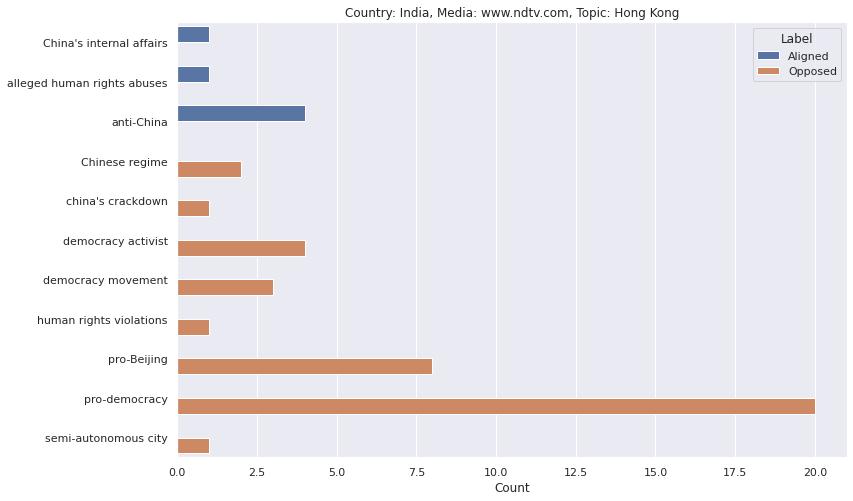 Country: India, Media: www.ndtv.com, Topic: Hong Kong
Label
Aligned
Opposed
China's internal affairs
alleged human rights abuses
anti-China
Chinese regime
china's crackdown
democracy activist
democracy movement
human rights violations
pro-Beijing
pro-democracy
semi-autonomous city
0.0 2.5 5.0 7.5 10.0 12.5 15.0 17.5 20.0
Count